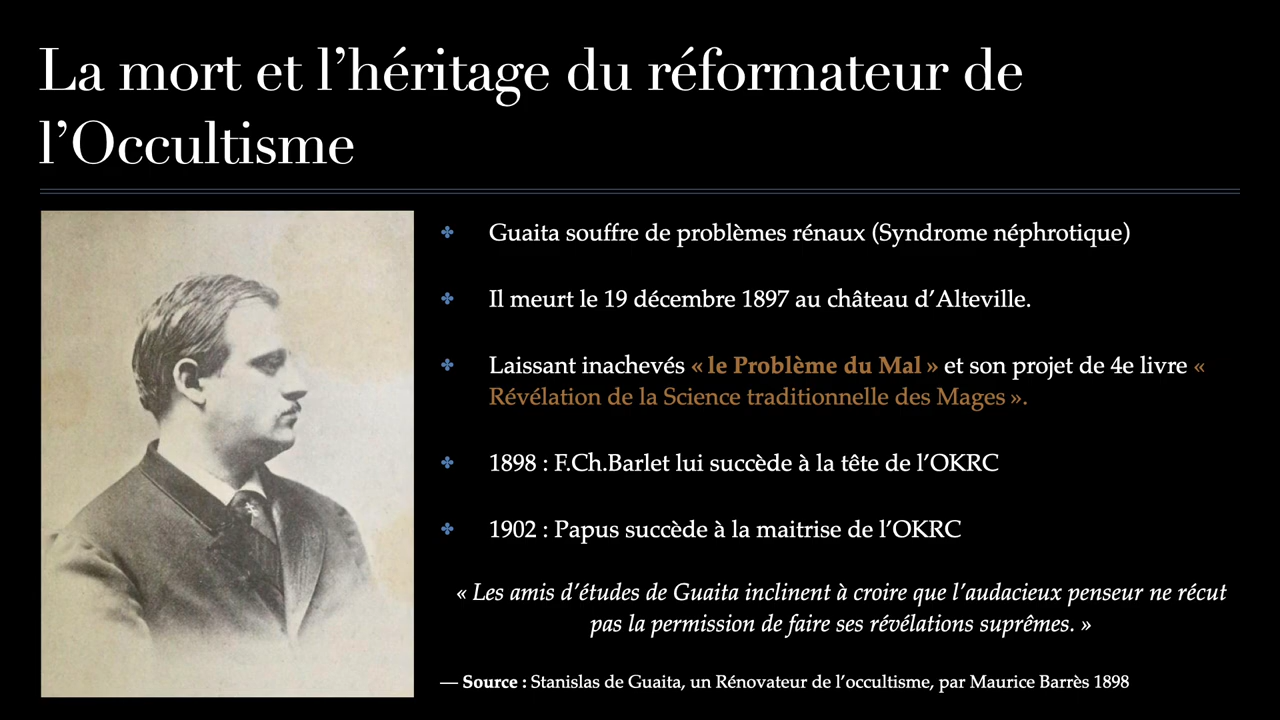 La mort et l’héritage du réformateur de
l’Occultisme
Guaita souffre de problèmes rénaux (Syndrome néphrotique)
Il meurt le 19 décembre 1897 au château d’Alteville.
Laissant inachevés « le Problème du Mal » et son projet de 4e livre «
Révélation de la Science traditionnelle des Mages ».
1898 : F.Ch.Barlet lui succède à la tête de l’OKRC
1902 : Papus succède à la maitrise de l’OKRC
« Les amis d’études de Guaita inclinent à croire que l’audacieux penseur ne récut
pas la permission de faire ses révélations suprêmes. »
— Source : Stanislas de Guaita, un Rénovateur de l’occultisme, par Maurice Barrès 1898